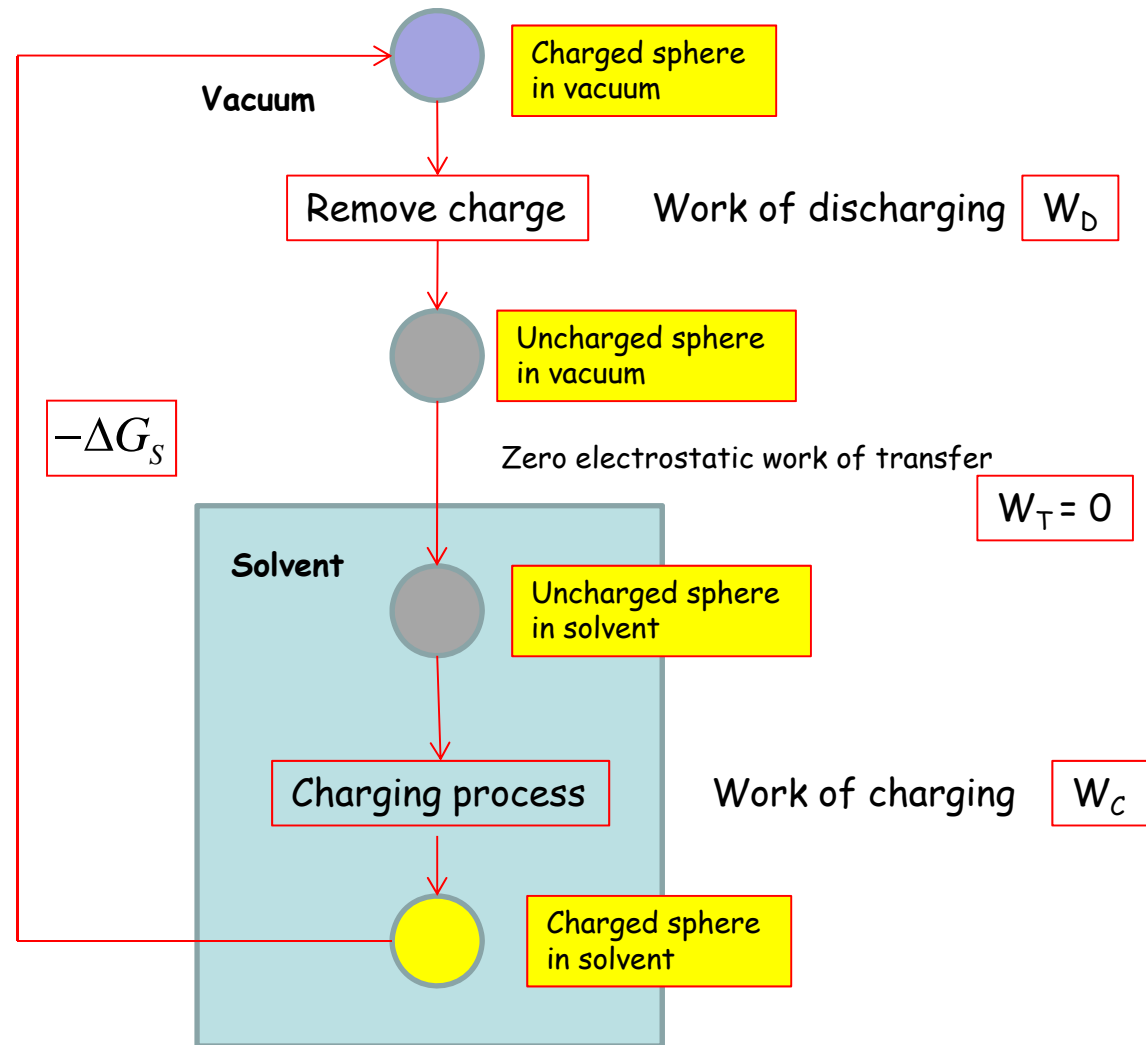 Charged sphere
in vacuum
Vacuum
Remove charge
Work of discharging
W_D
Uncharged sphere
in vacuum
−ΔG_S
Zero electrostatic work of transfer
W_T = 0
Solvent
Uncharged sphere
in solvent
Charging process
Work of charging
W_C
Charged sphere
in solvent